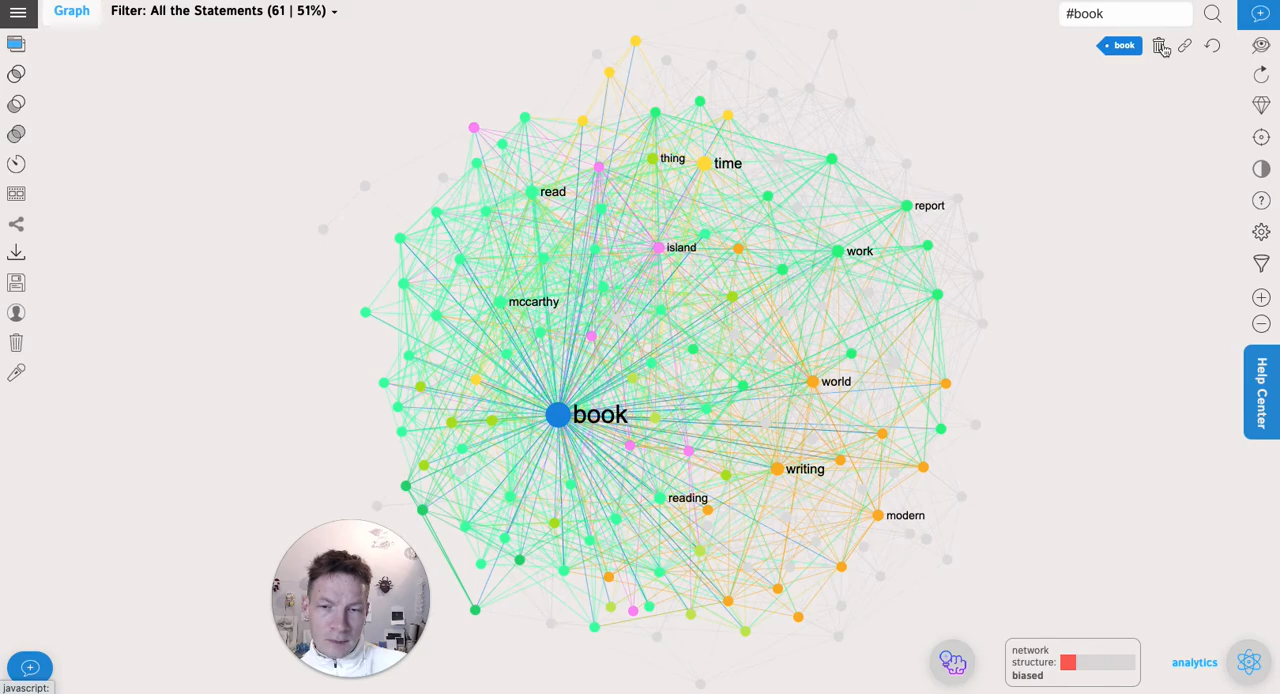 Graph
Filter: All the Statements (61 | 51%)
#book
book
thing
time
read
report
island
work
mccarthy
world
book
writing
reading
modern
Help Center
network
structure:
biased
analytics
javascript: